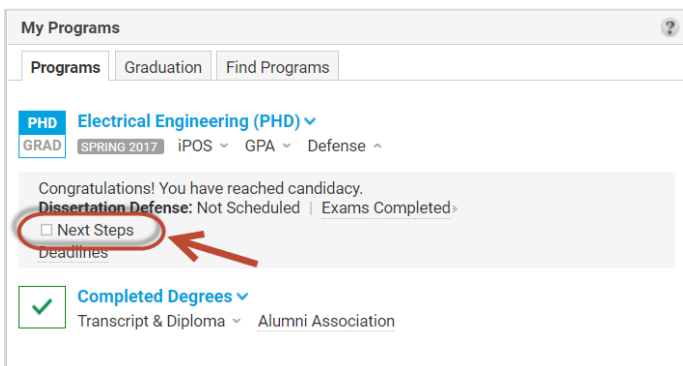 My Programs ?
Programs Graduation Find Programs
PHD Electrical Engineering (PHD)
GRAD SPRING 2017 iPOS GPA Defense
Congratulations! You have reached candidacy.
Dissertation Defense: Not Scheduled | Exams Completed
Next Steps
Deadlines
Completed Degrees
Transcript & Diploma Alumni Association